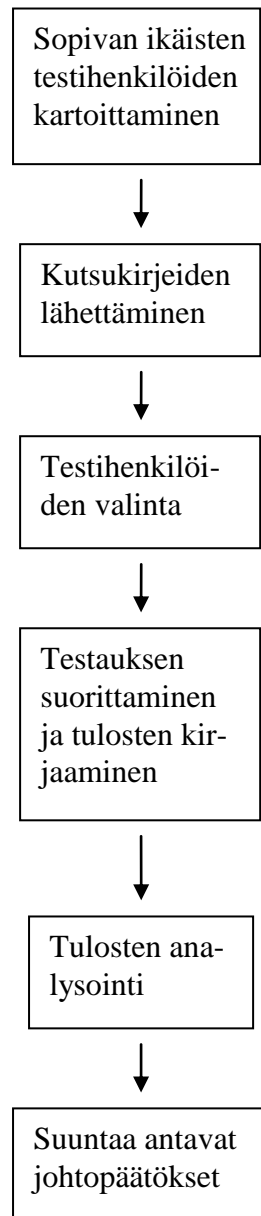 Sopivan ikäisten
testihenkilöiden
kartoittaminen
Kutsukirjeiden
lähettäminen
Testihenkilöi-
den valinta
Testauksen
suorittaminen
ja tulosten kir-
jaaminen
Tulosten ana-
lysointi
Suuntaa antavat
johtopäätökset